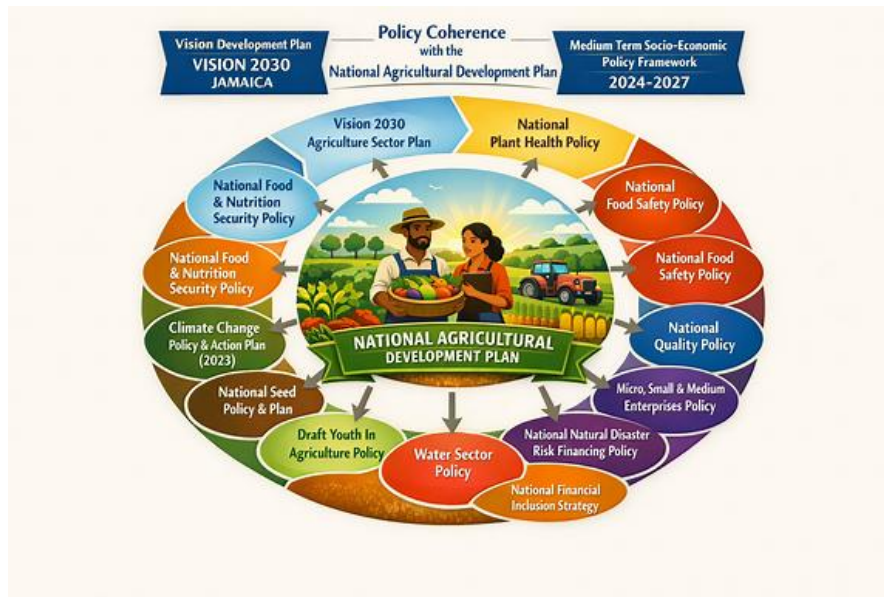 Vision Development Plan
VISION 2030
JAMAICA
Policy Coherence
with the
National Agricultural Development Plan
Medium Term Socio-Economic
Policy Framework
2024-2027
Vision 2030
Agriculture Sector Plan
National
Plant Health Policy
National Food
& Nutrition
Security Policy
National
Food Safety Policy
National Food
& Nutrition
Security Policy
National Food
Safety Policy
Climate Change
Policy & Action Plan
(2023)
National
Quality Policy
NATIONAL AGRICULTURAL
DEVELOPMENT PLAN
National Seed
Policy & Plan
Micro, Small & Medium
Enterprises Policy
Draft Youth In
Agriculture Policy
Water Sector
Policy
National Natural Disaster
Risk Financing Policy
National Financial
Inclusion Strategy